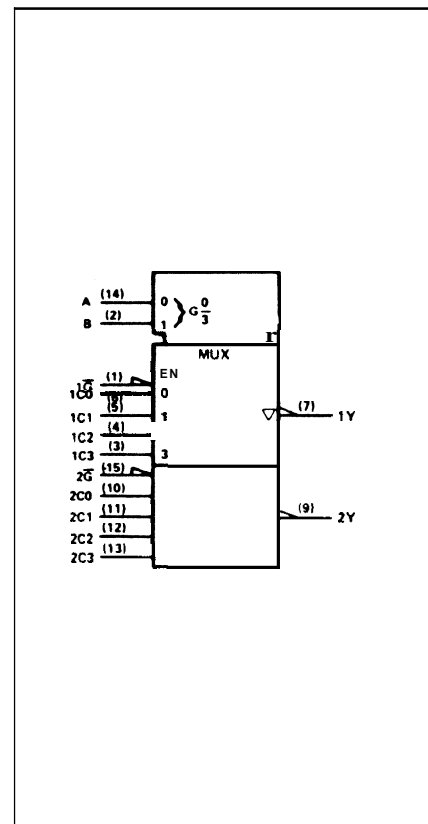 A (14) 0 } G 0/3
B (2) 1
MUX
1G̅ (1) EN
1C0 (6) 0
1C1 (5) 1 ▽ (7) 1Y
1C2 (4)
1C3 (3) 3
2G̅ (15)
2C0 (10)
2C1 (11) (9) 2Y
2C2 (12)
2C3 (13)